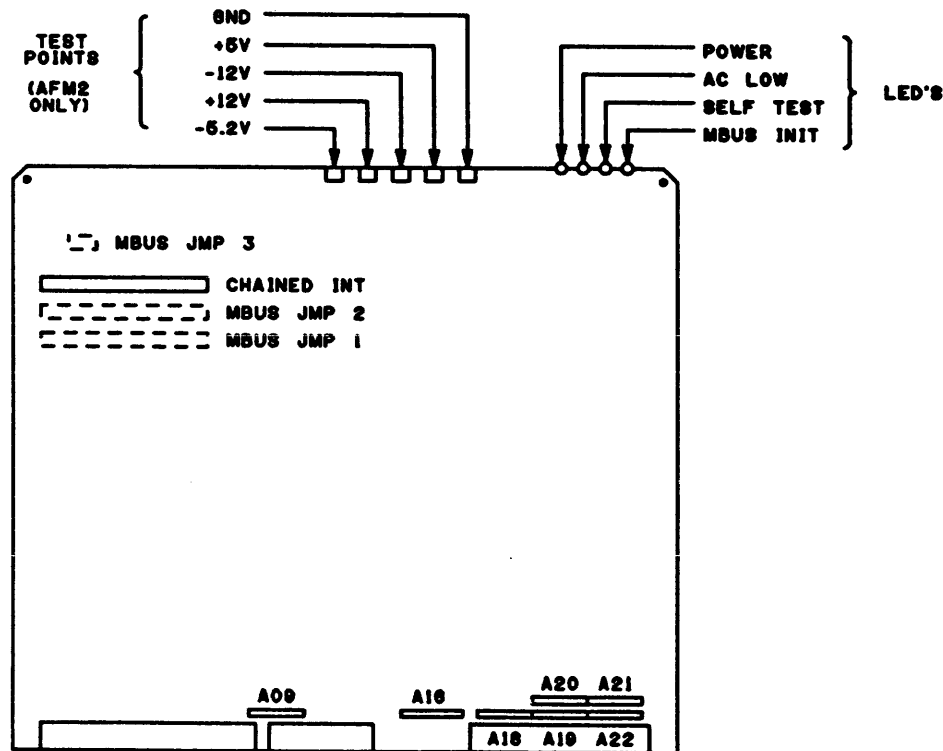 TEST
POINTS
(AFM2
ONLY)
GND
+5V
-12V
+12V
-5.2V
POWER
AC LOW
SELF TEST
MBUS INIT
LED'S
MBUS JMP 3
CHAINED INT
MBUS JMP 2
MBUS JMP 1
A09
A16
A20 A21
A18 A19 A22